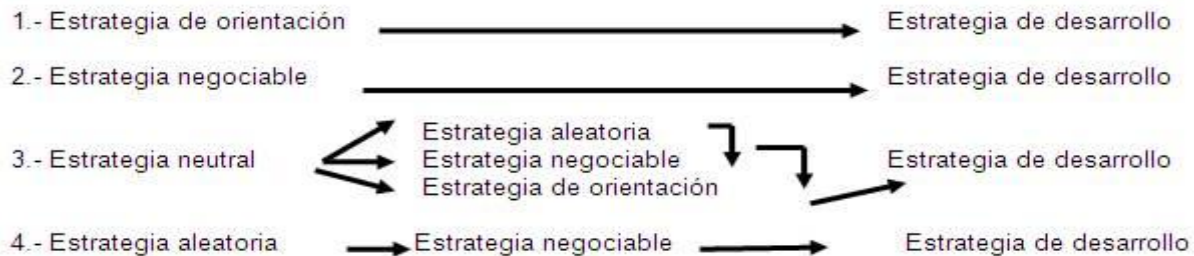 1.- Estrategia de orientación Estrategia de desarrollo
2.- Estrategia negociable Estrategia de desarrollo
Estrategia aleatoria
3.- Estrategia neutral Estrategia negociable Estrategia de desarrollo
Estrategia de orientación
4.- Estrategia aleatoria Estrategia negociable Estrategia de desarrollo